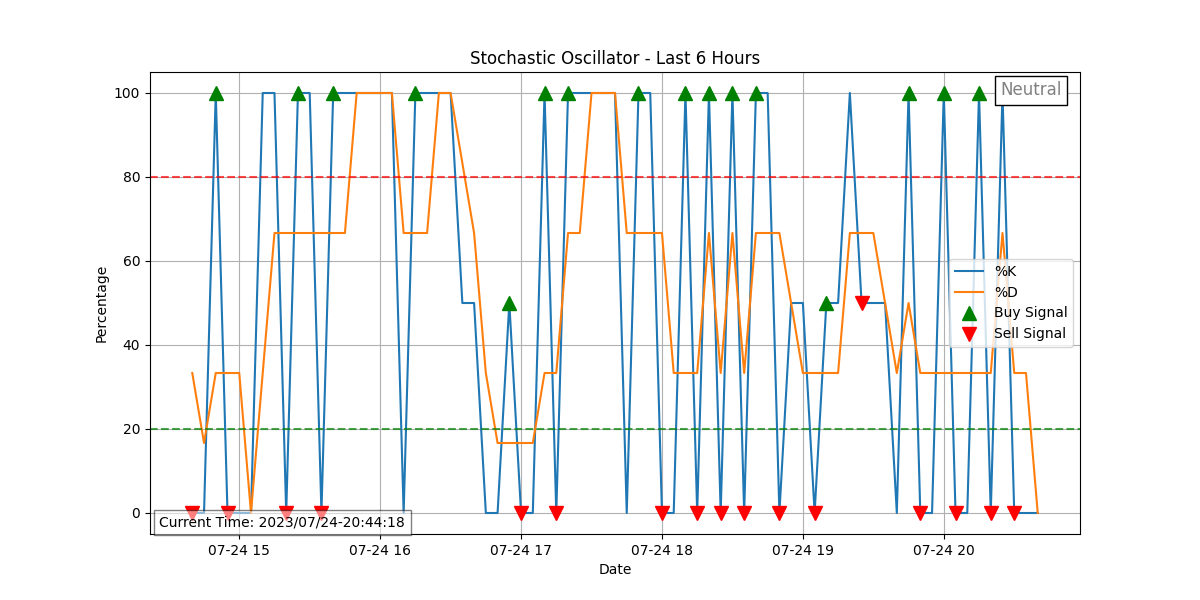 Stochastic Oscillator - Last 6 Hours
Neutral
100
80
60
40
20
0
Percentage
%K
%D
Buy Signal
Sell Signal
Current Time: 2023/07/24-20:44:18
07-24 15
07-24 16
07-24 17
07-24 18
07-24 19
07-24 20
Date